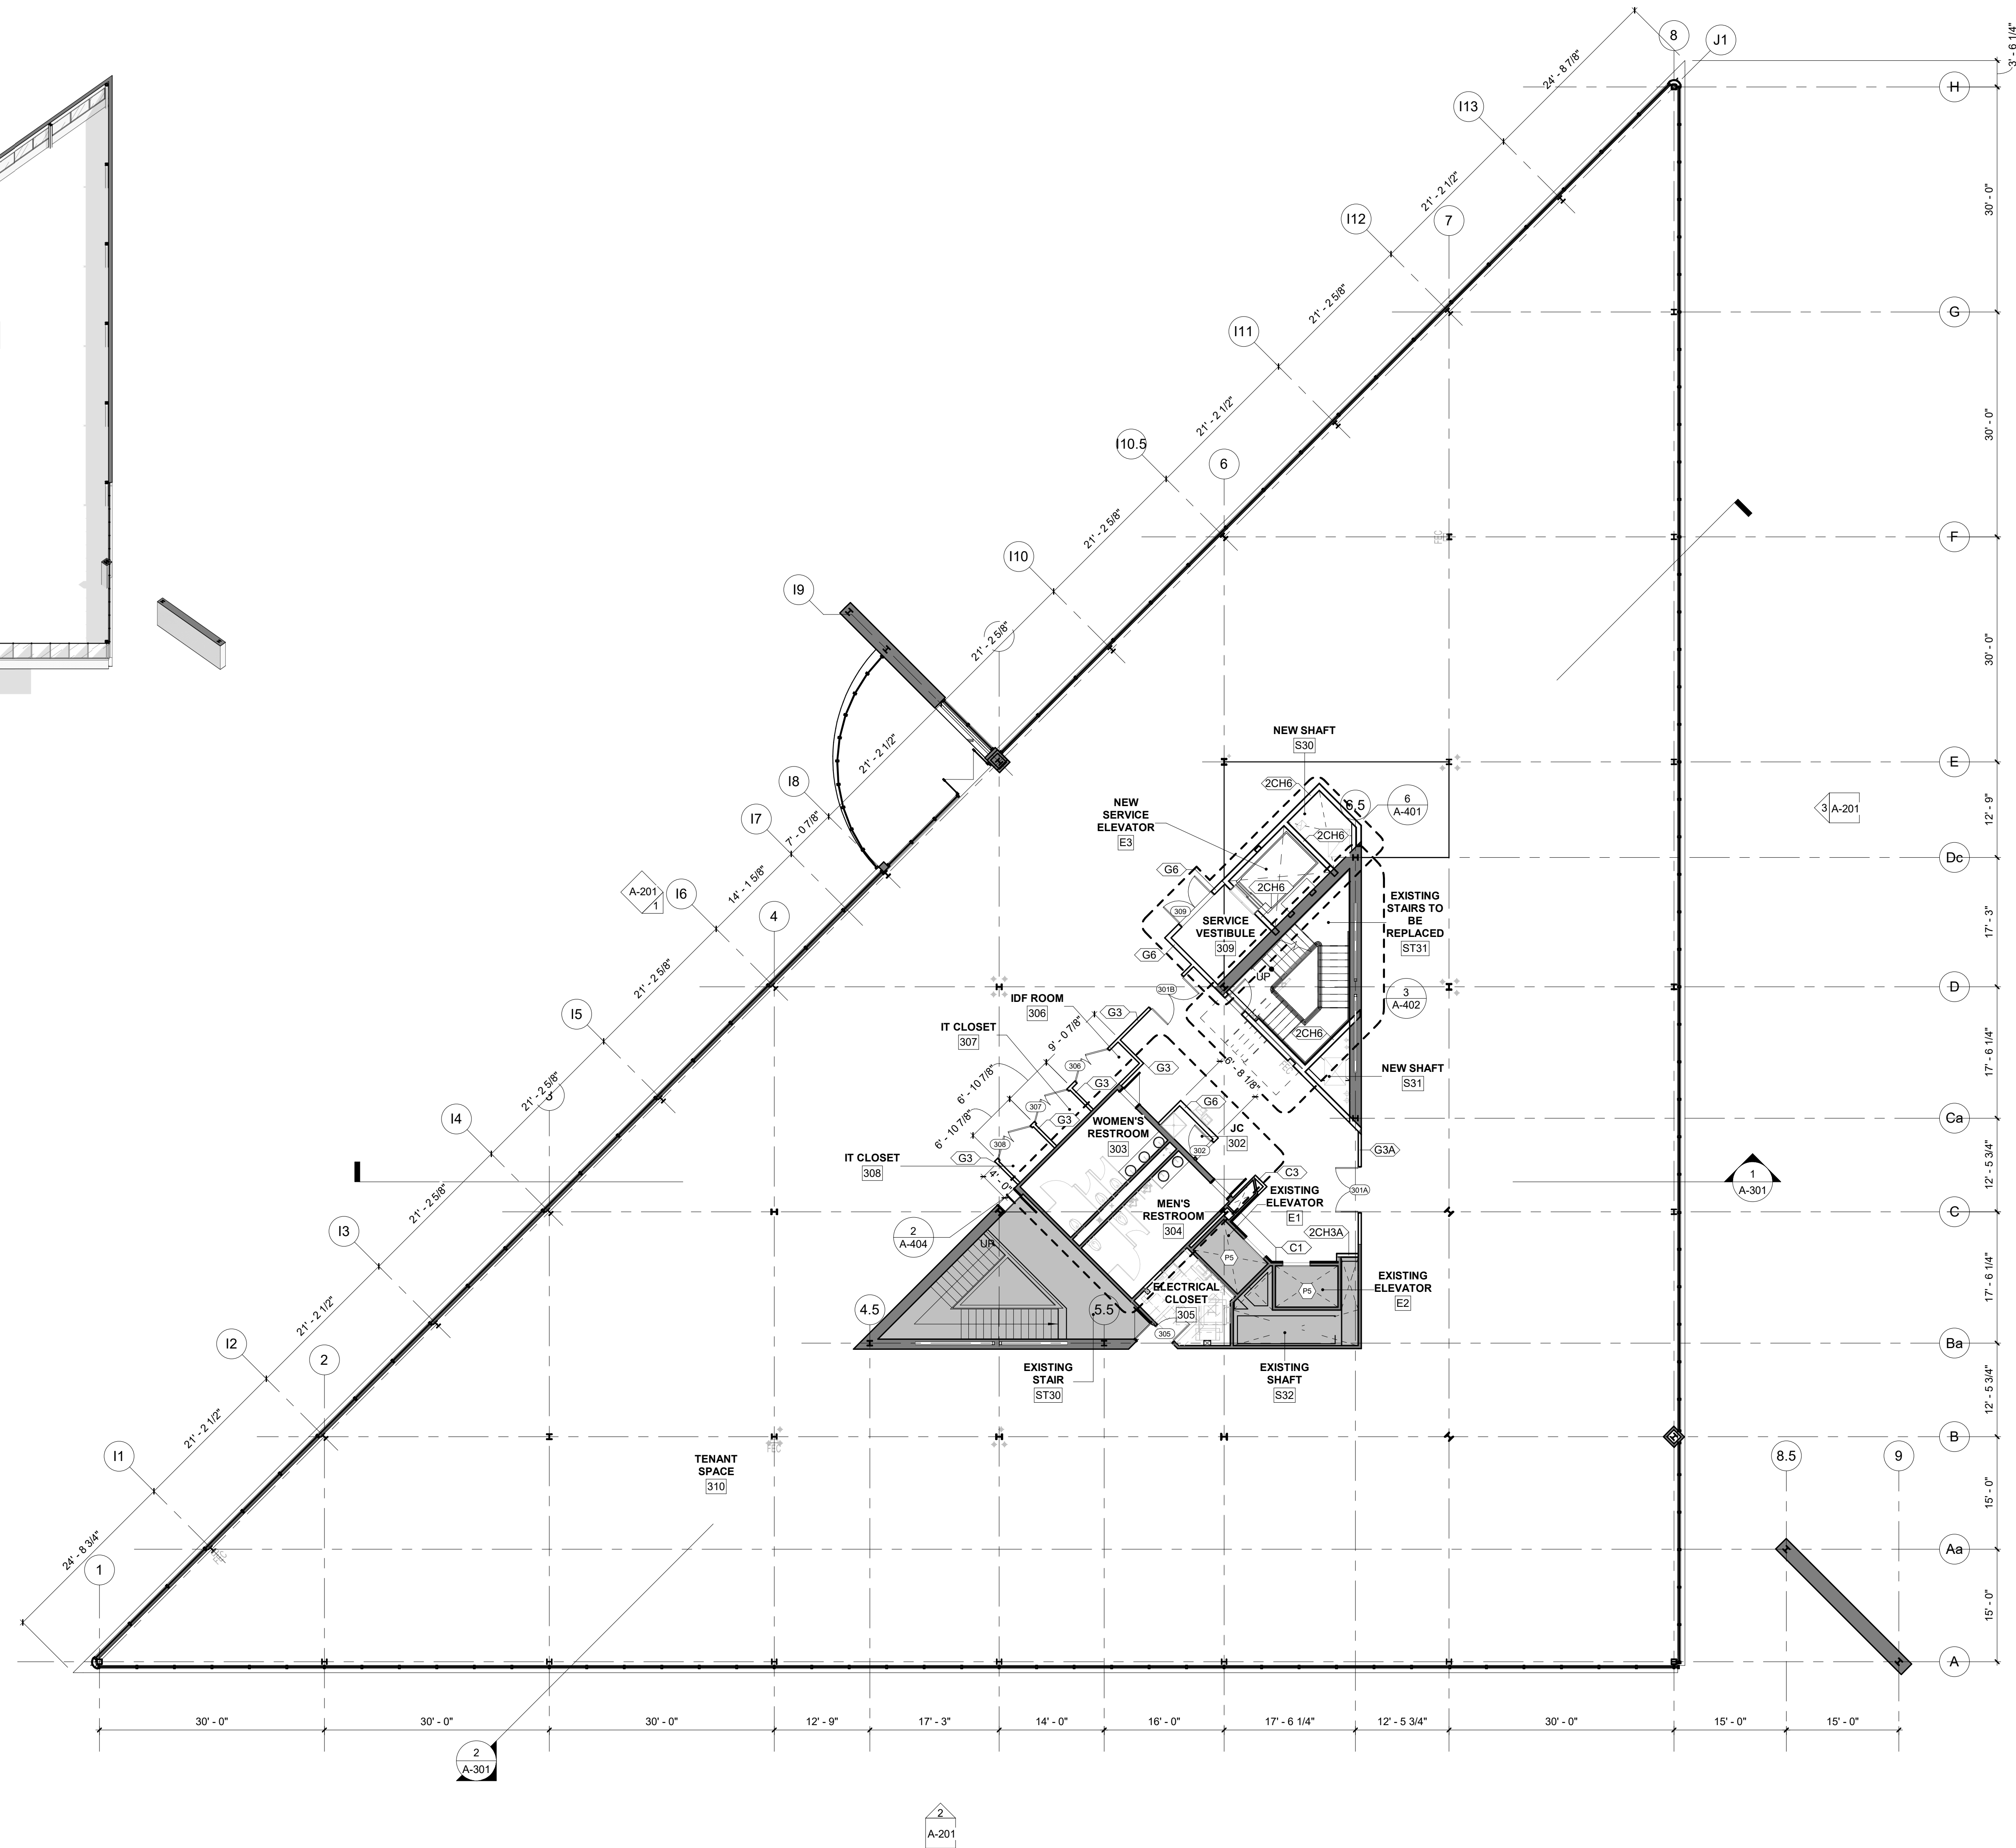 8
J1
3' - 6 1/4"
24' - 8 7/8"
H
I13
21' - 2 1/2"
30' - 0"
I12
7
21' - 2 5/8"
G
I11
21' - 2 1/2"
30' - 0"
I10.5
6
21' - 2 5/8"
FEC
F
I10
I9
21' - 2 5/8"
30' - 0"
21' - 2 1/2"
NEW SHAFT
S30
E
I8
2CH6
6.5
6
A-401
3
A-201
12' - 9"
NEW
SERVICE
ELEVATOR
E3
I7
7' - 0 7/8"
2CH6
Dc
G6
A-201
1
I6
14' - 1 5/8"
4
2CH6
309
SERVICE
VESTIBULE
309
EXISTING
STAIRS TO
BE
REPLACED
ST31
17' - 3"
G6
21' - 2 5/8"
UP
D
301B
IDF ROOM
306
3
A-402
I5
IT CLOSET
307
G3
9' - 0 7/8"
2CH6
17' - 6 1/4"
306
G3
FEC
6' - 8 1/8"
NEW SHAFT
S31
21' - 2 5/8"
6' - 10 7/8"
G3
G6
Ca
I4
6' - 10 7/8"
307
G3
WOMEN'S
RESTROOM
303
JC
302
308
302
G3A
IT CLOSET
308
G3
C3
12' - 5 3/4"
1
A-301
21' - 2 5/8"
4' - 0"
EXISTING
ELEVATOR
E1
301A
MEN'S
RESTROOM
304
C
I3
2
A-404
UP
2CH3A
C1
P5
17' - 6 1/4"
21' - 2 1/2"
EXISTING
ELEVATOR
E2
P5
ELECTRICAL
CLOSET
305
4.5
5.5
305
I2
2
Ba
21' - 2 1/2"
EXISTING
STAIR
ST30
EXISTING
SHAFT
S32
12' - 5 3/4"
FEC
B
TENANT
SPACE
310
I1
8.5
9
15' - 0"
24' - 8 3/4"
Aa
1
15' - 0"
A
30' - 0"
30' - 0"
30' - 0"
12' - 9"
17' - 3"
14' - 0"
16' - 0"
17' - 6 1/4"
12' - 5 3/4"
30' - 0"
15' - 0"
15' - 0"
2
A-301
2
A-201